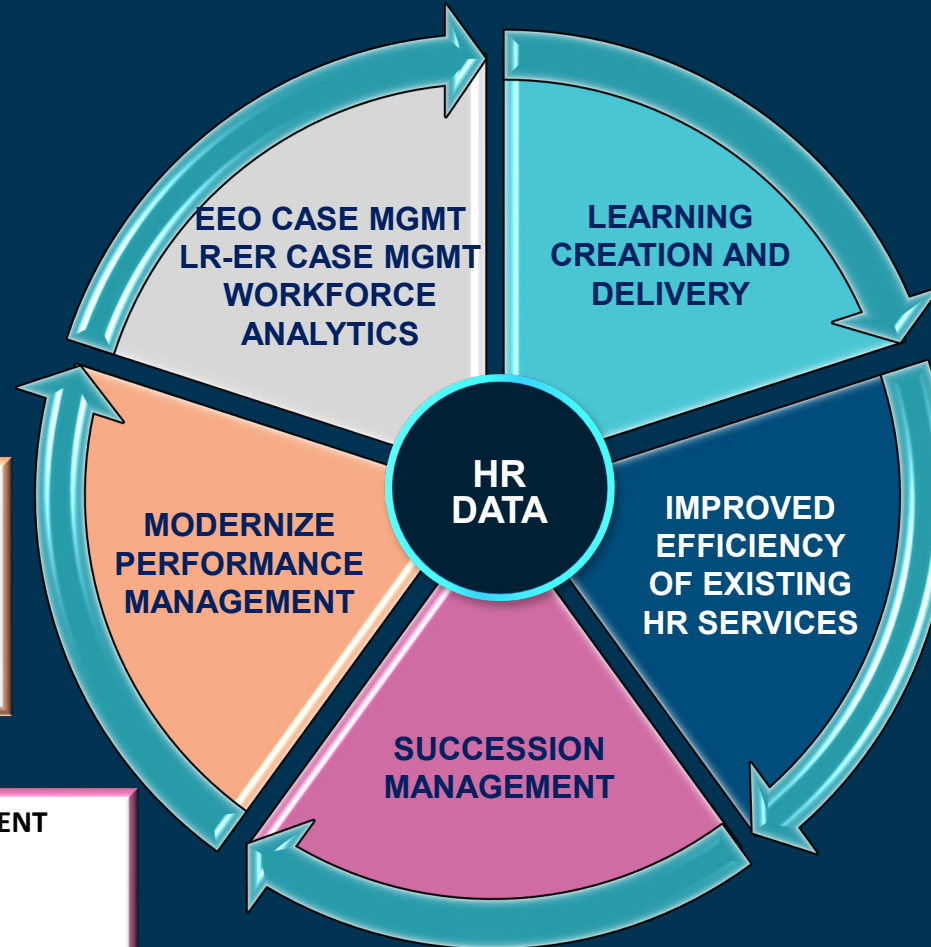 EEO CASE MGMT
LR-ER CASE MGMT
WORKFORCE
ANALYTICS
LEARNING
CREATION AND
DELIVERY
HR
DATA
MODERNIZE
PERFORMANCE
MANAGEMENT
IMPROVED
EFFICIENCY
OF EXISTING
HR SERVICES
SUCCESSION
MANAGEMENT
ENT